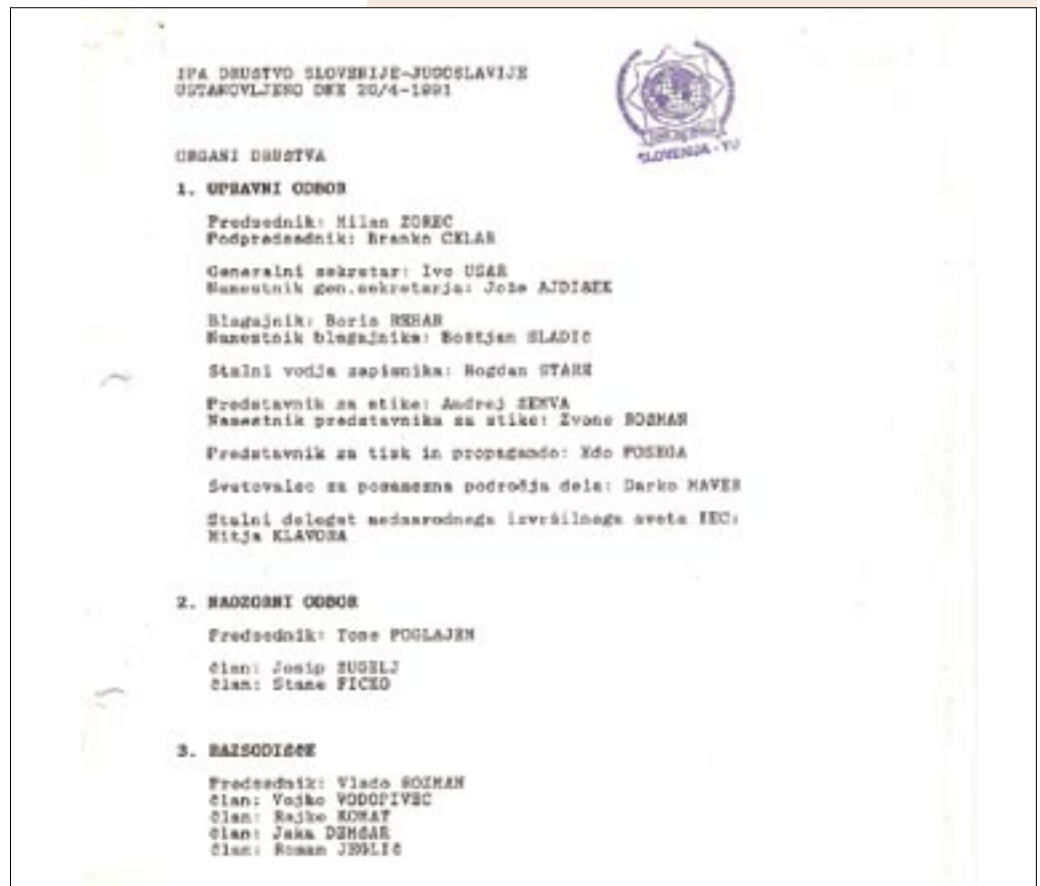 IPA DRUSTVO SLOVENIJE-JUGOSLAVIJE
USTANOVLJENO DNE 20/4-1991
SLOVENIJA - YU
ORGANI DRUSTVA
1. UPRAVNI ODBOR
Predsednik: Milan ZOREC
Podpredsednik: Branko CELAR
Generalni sekretar: Ivo USAR
Namestnik gen.sekretarja: Jože AJDIŠEK
Blagajnik: Boris REHAR
Namestnik blagajnika: Boštjan SLADIČ
Stalni vodja zapisnika: Bogdan STARE
Predstavnik za stike: Andrej ZEMVA
Namestnik predstavnika za stike: Zvone ROZMAN
Predstavnik za tisk in propagando: Edo POSEGA
Svetovalec za posamezna področja dela: Darko MAVER
Stalni delegat mednarodnega izvršilnega sveta IEC:
Mitja KLAVORA
2. NADZORNI ODBOR
Predsednik: Tone POGLAJEN
član: Josip ŽUGELJ
član: Stane FICKO
3. RAZSODIŠČE
Predsednik: Vlado ROZMAN
član: Vojko VODOPIVEC
član: Rajko KOMAT
član: Jaka DEMŠAR
član: Roman JEGLIČ